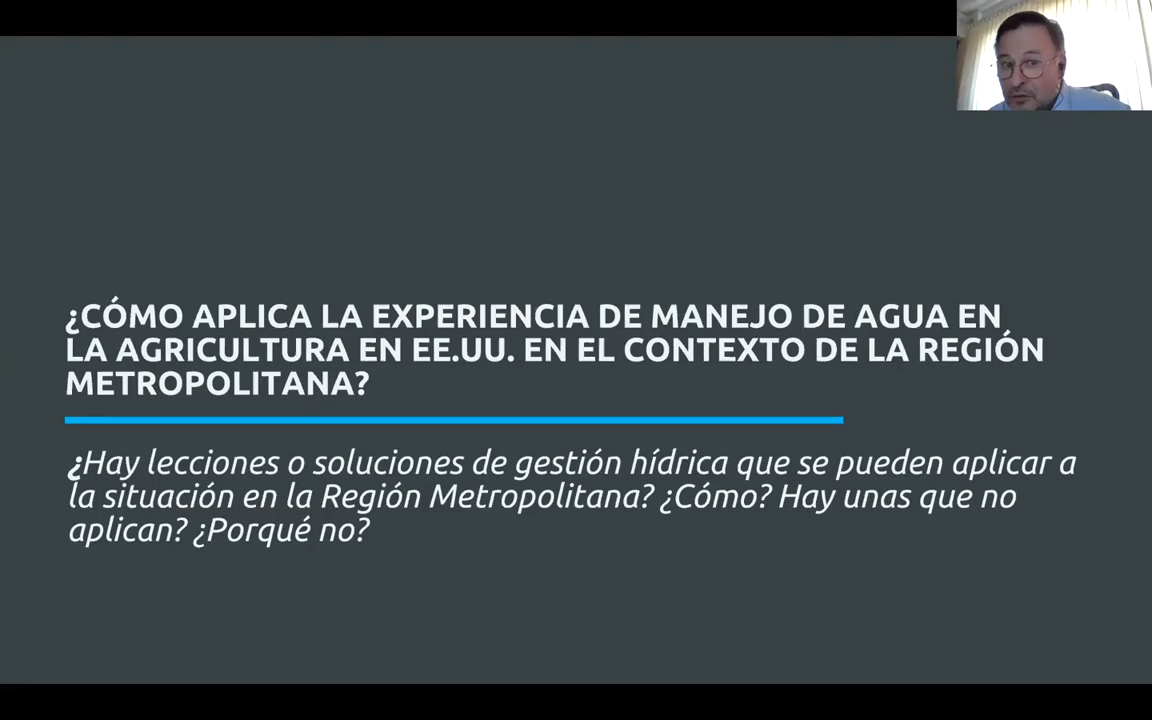 ¿CÓMO APLICA LA EXPERIENCIA DE MANEJO DE AGUA EN
LA AGRICULTURA EN EE.UU. EN EL CONTEXTO DE LA REGIÓN
METROPOLITANA?
¿Hay lecciones o soluciones de gestión hídrica que se pueden aplicar a
la situación en la Región Metropolitana? ¿Cómo? Hay unas que no
aplican? ¿Porqué no?